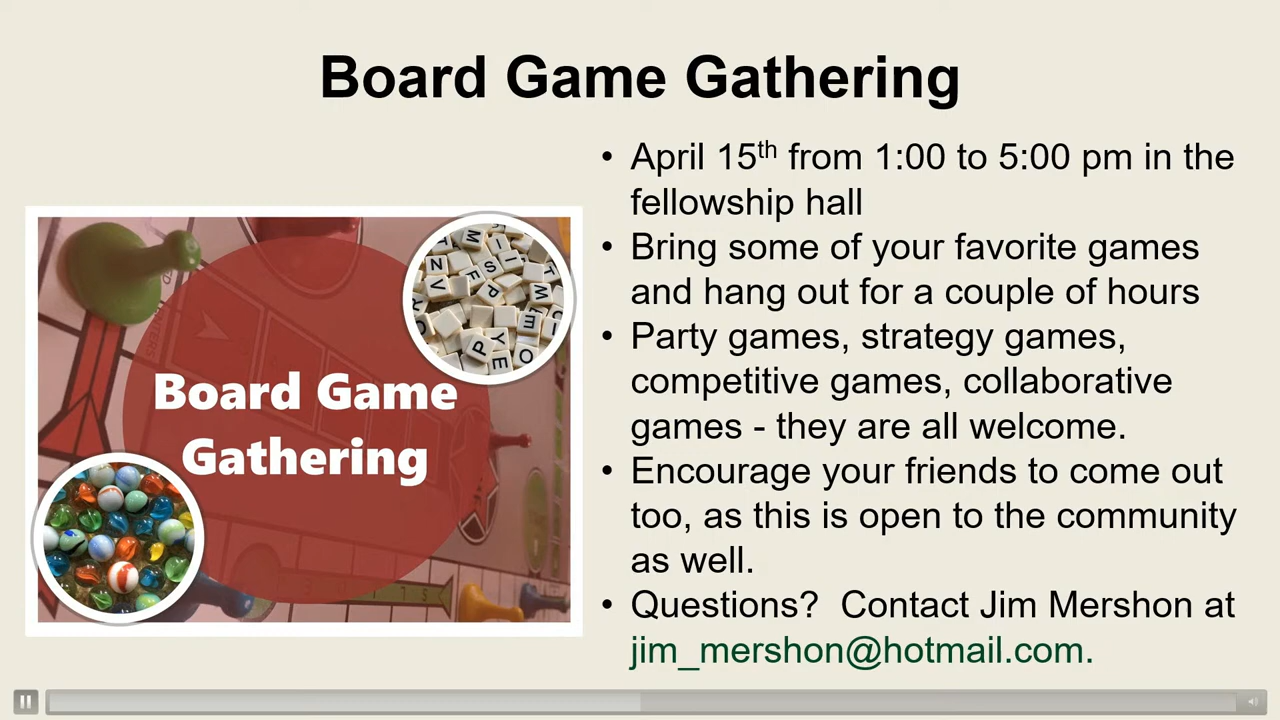 Board Game Gathering
• April 15th from 1:00 to 5:00 pm in the
fellowship hall
• Bring some of your favorite games
and hang out for a couple of hours
• Party games, strategy games,
competitive games, collaborative
games - they are all welcome.
• Encourage your friends to come out
too, as this is open to the community
as well.
• Questions?  Contact Jim Mershon at
jim_mershon@hotmail.com.
Board Game
Gathering